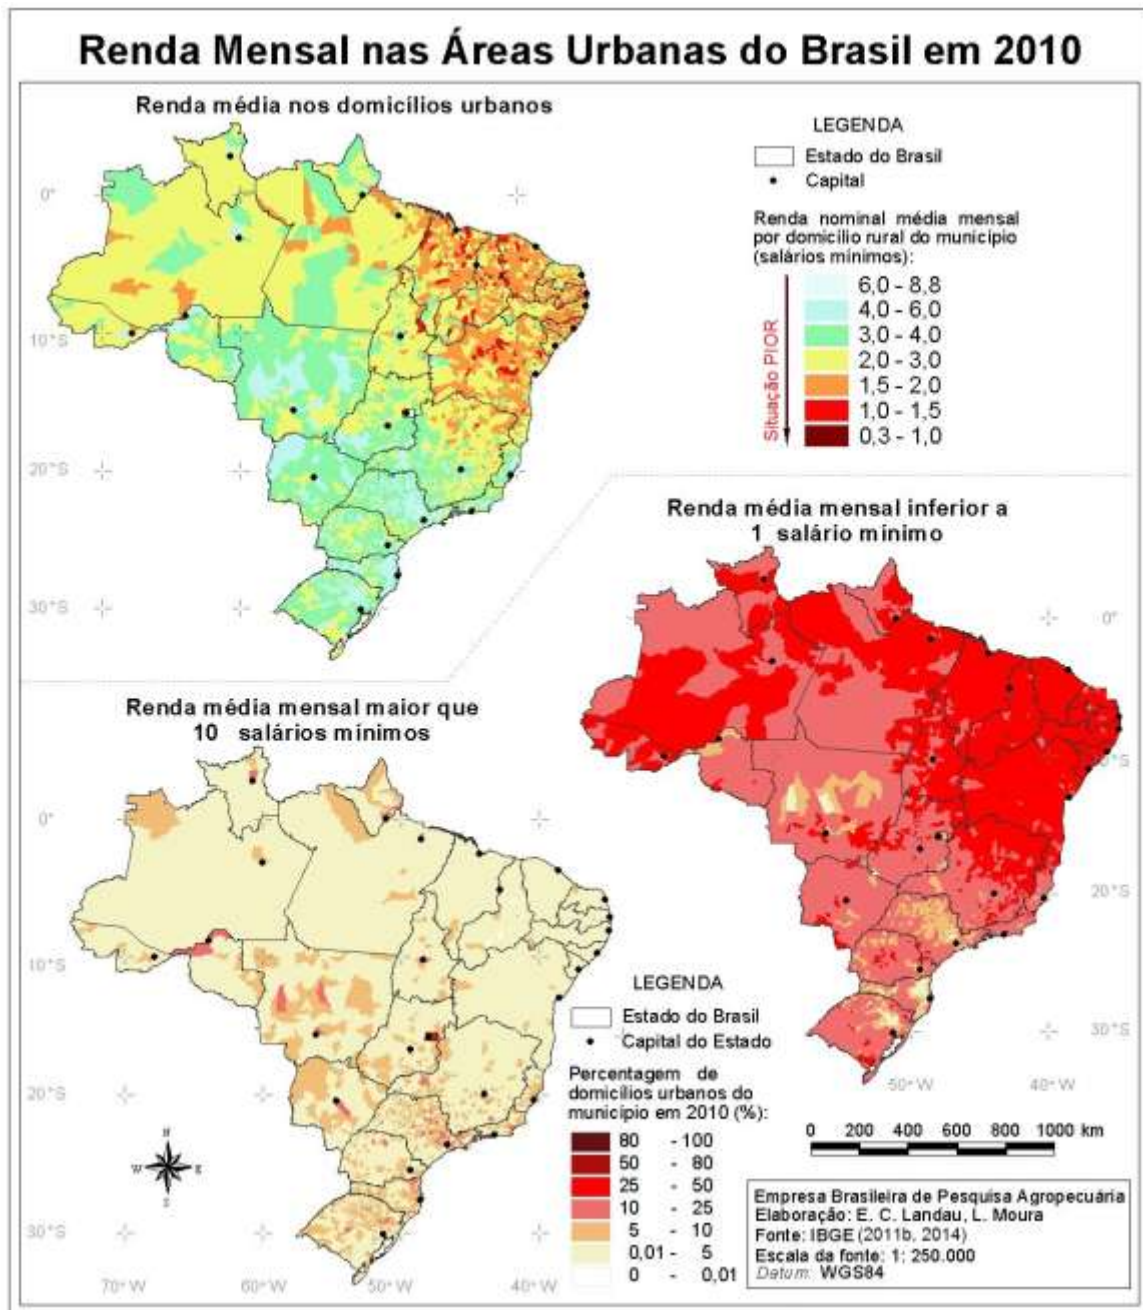 Renda Mensal nas Áreas Urbanas do Brasil em 2010
Renda média nos domicílios urbanos
LEGENDA
Estado do Brasil
Capital
Renda nominal média mensal
por domicílio rural do município
(salários mínimos):
Situação PIOR
6,0 - 8,8
4,0 - 6,0
3,0 - 4,0
2,0 - 3,0
1,5 - 2,0
1,0 - 1,5
0,3 - 1,0
0°
10°S
20°S
30°S
Renda média mensal inferior a
1 salário mínimo
0°
10°S
20°S
30°S
50° W
40° W
Renda média mensal maior que
10 salários mínimos
0°
10°S
20°S
30°S
70° W
60° W
50° W
40° W
N
W E
S
LEGENDA
Estado do Brasil
Capital do Estado
Percentagem de
domicílios urbanos do
município em 2010 (%):
80 - 100
50 - 80
25 - 50
10 - 25
5 - 10
0,01 - 5
0 - 0,01
0 200 400 600 800 1000 km
Empresa Brasileira de Pesquisa Agropecuária
Elaboração: E. C. Landau, L. Moura
Fonte: IBGE (2011b, 2014)
Escala da fonte: 1: 250.000
Datum: WGS84